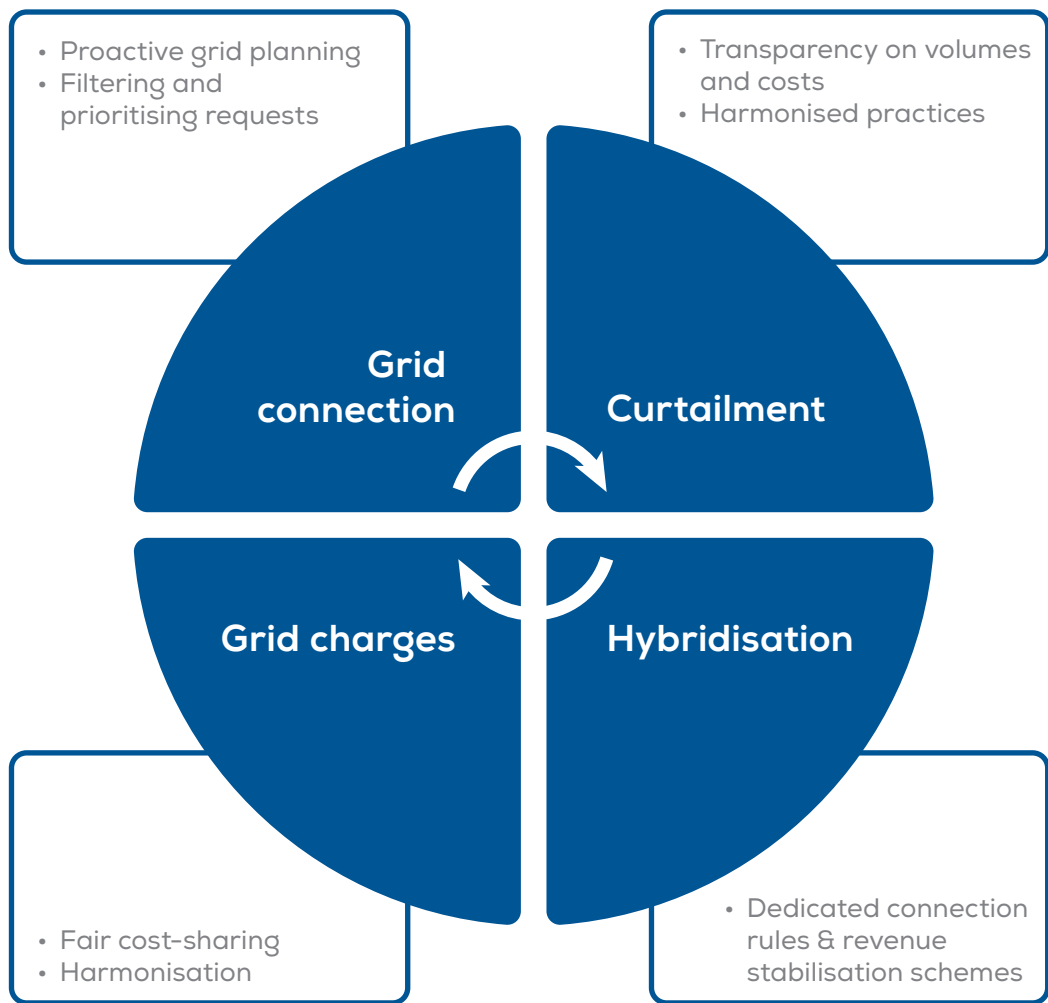 • Proactive grid planning
• Filtering and
prioritising requests
• Transparency on volumes
and costs
• Harmonised practices
Grid
connection
Curtailment
Grid charges
Hybridisation
• Fair cost-sharing
• Harmonisation
• Dedicated connection
rules & revenue
stabilisation schemes